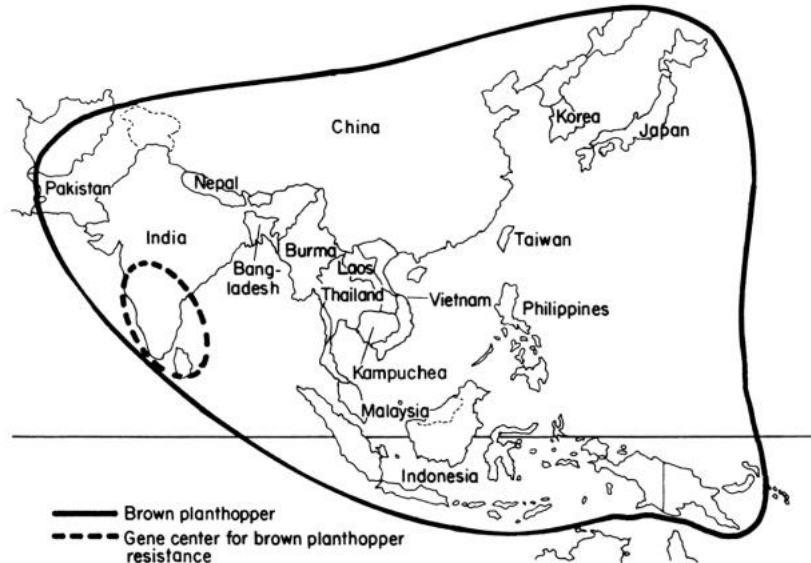 China
Korea
Japan
Pakistan
Nepal
India
Bang-
ladesh
Burma
Laos
Thailand
Taiwan
Vietnam
Philippines
Kampuchea
Malaysia
Indonesia
Brown planthopper
Gene center for brown planthopper
resistance